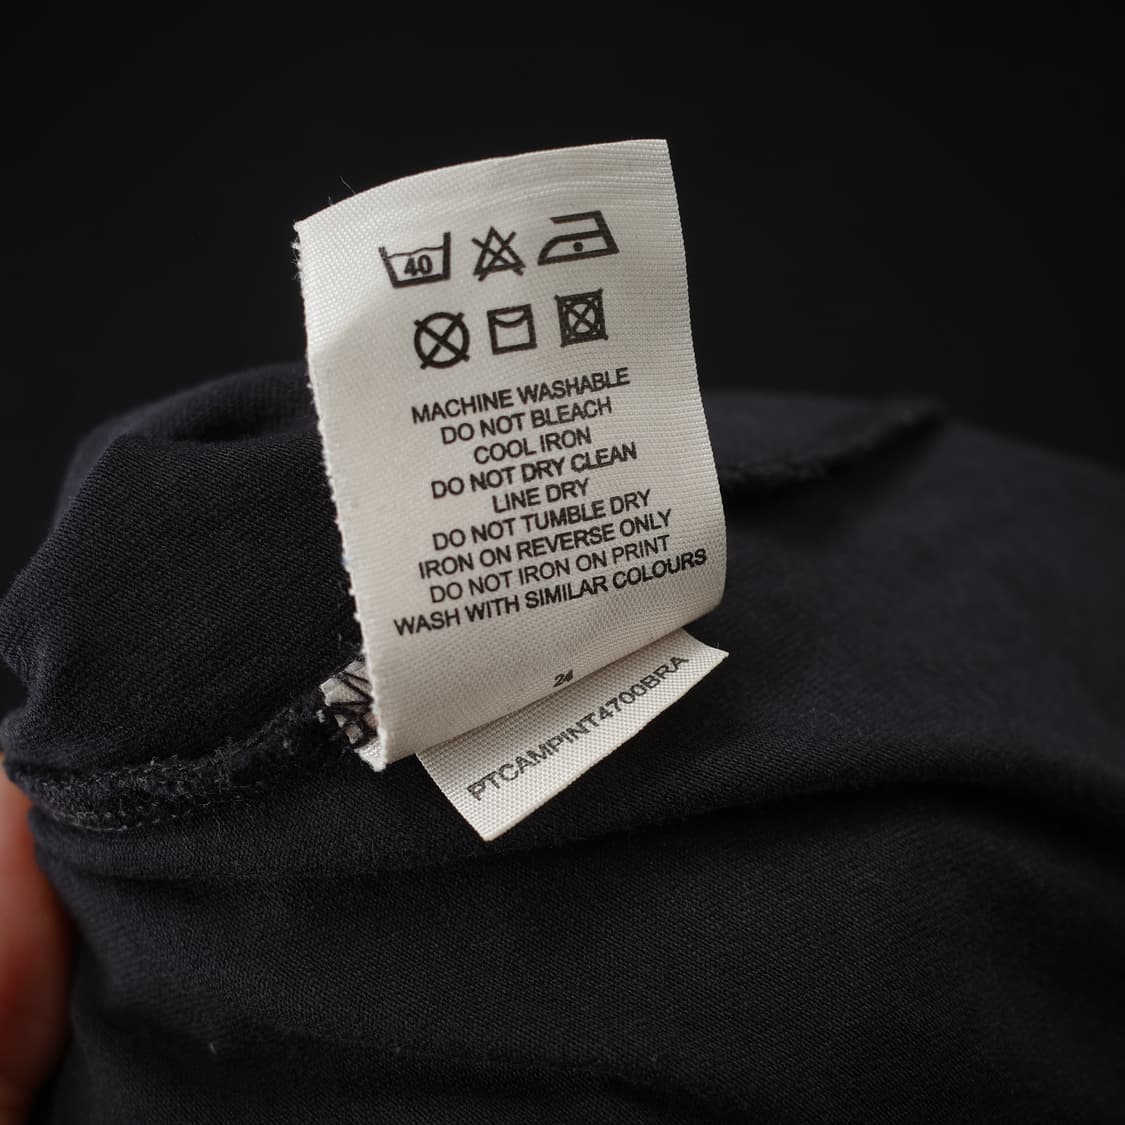 40
MACHINE WASHABLE
DO NOT BLEACH
COOL IRON
DO NOT DRY CLEAN
LINE DRY
DO NOT TUMBLE DRY
IRON ON REVERSE ONLY
DO NOT IRON ON PRINT
WASH WITH SIMILAR COLOURS
24
PTCAMPINT4700BRA